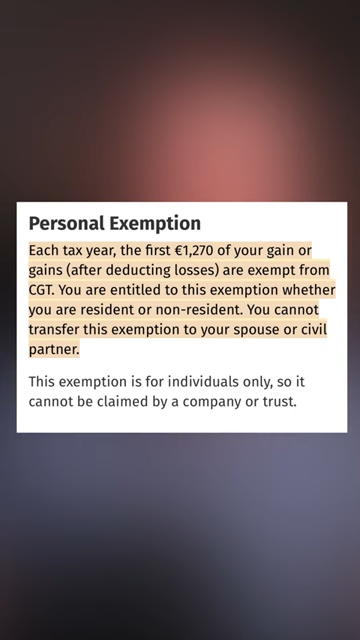 Personal Exemption
Each tax year, the first €1,270 of your gain or
gains (after deducting losses) are exempt from
CGT. You are entitled to this exemption whether
you are resident or non-resident. You cannot
transfer this exemption to your spouse or civil
partner.
This exemption is for individuals only, so it
cannot be claimed by a company or trust.